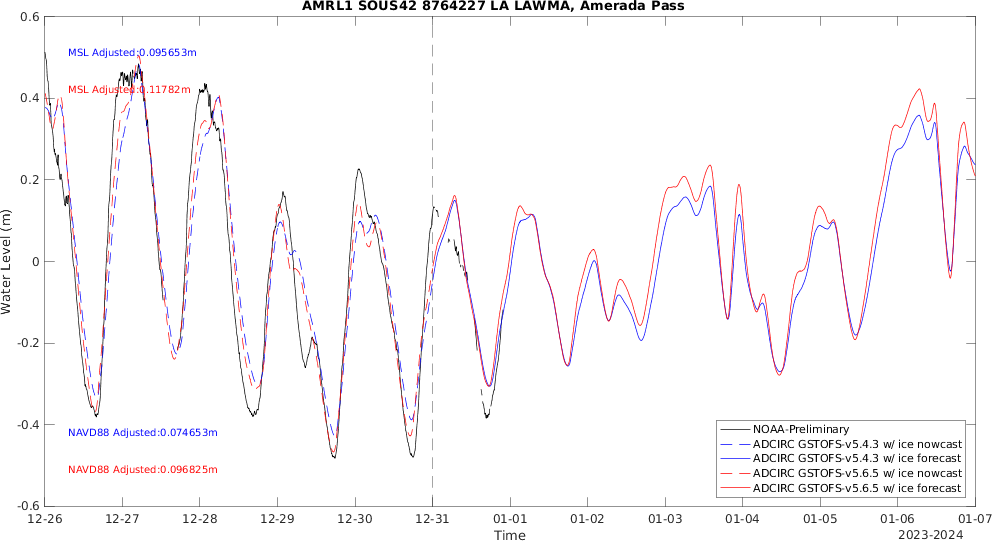 AMRL1 SOUS42 8764227 LA LAWMA, Amerada Pass
0.6
0.4
0.2
0
-0.2
-0.4
-0.6
Water Level (m)
MSL Adjusted:0.095653m
MSL Adjusted:0.11782m
NAVD88 Adjusted:0.074653m
NAVD88 Adjusted:0.096825m
NOAA-Preliminary
ADCIRC GSTOFS-v5.4.3 w/ ice nowcast
ADCIRC GSTOFS-v5.4.3 w/ ice forecast
ADCIRC GSTOFS-v5.6.5 w/ ice nowcast
ADCIRC GSTOFS-v5.6.5 w/ ice forecast
12-26 12-27 12-28 12-29 12-30 12-31 01-01 01-02 01-03 01-04 01-05 01-06 01-07
Time
2023-2024